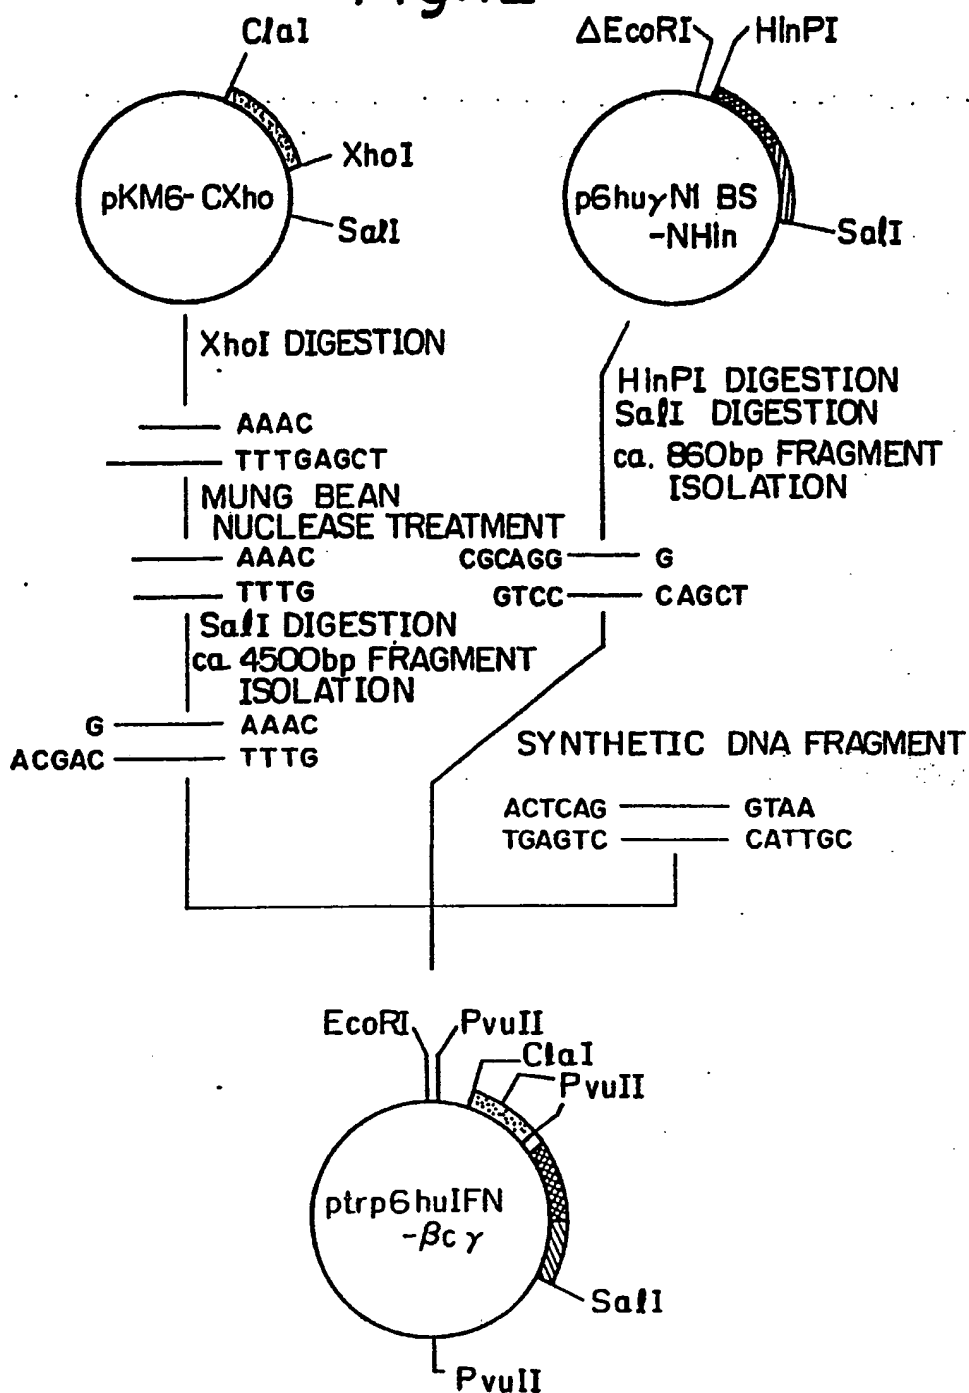 ClaI
XhoI
SalI
pKM6-CXho
ΔEcoRI
HinPI
p6huγN1 BS
-NHin
SalI
XhoI DIGESTION
AAAC
TTTGAGCT
MUNG BEAN
NUCLEASE TREATMENT
AAAC
TTTG
SalI DIGESTION
ca. 4500bp FRAGMENT
ISOLATION
G AAAC
ACGAC TTTG
HinPI DIGESTION
SalI DIGESTION
ca. 860bp FRAGMENT
ISOLATION
CGCAGG G
GTCC CAGCT
SYNTHETIC DNA FRAGMENT
ACTCAG GTAA
TGAGTC CATTGC
EcoRI
PvuII
ClaI
PvuII
ptrp6huIFN
-βcγ
SalI
PvuII